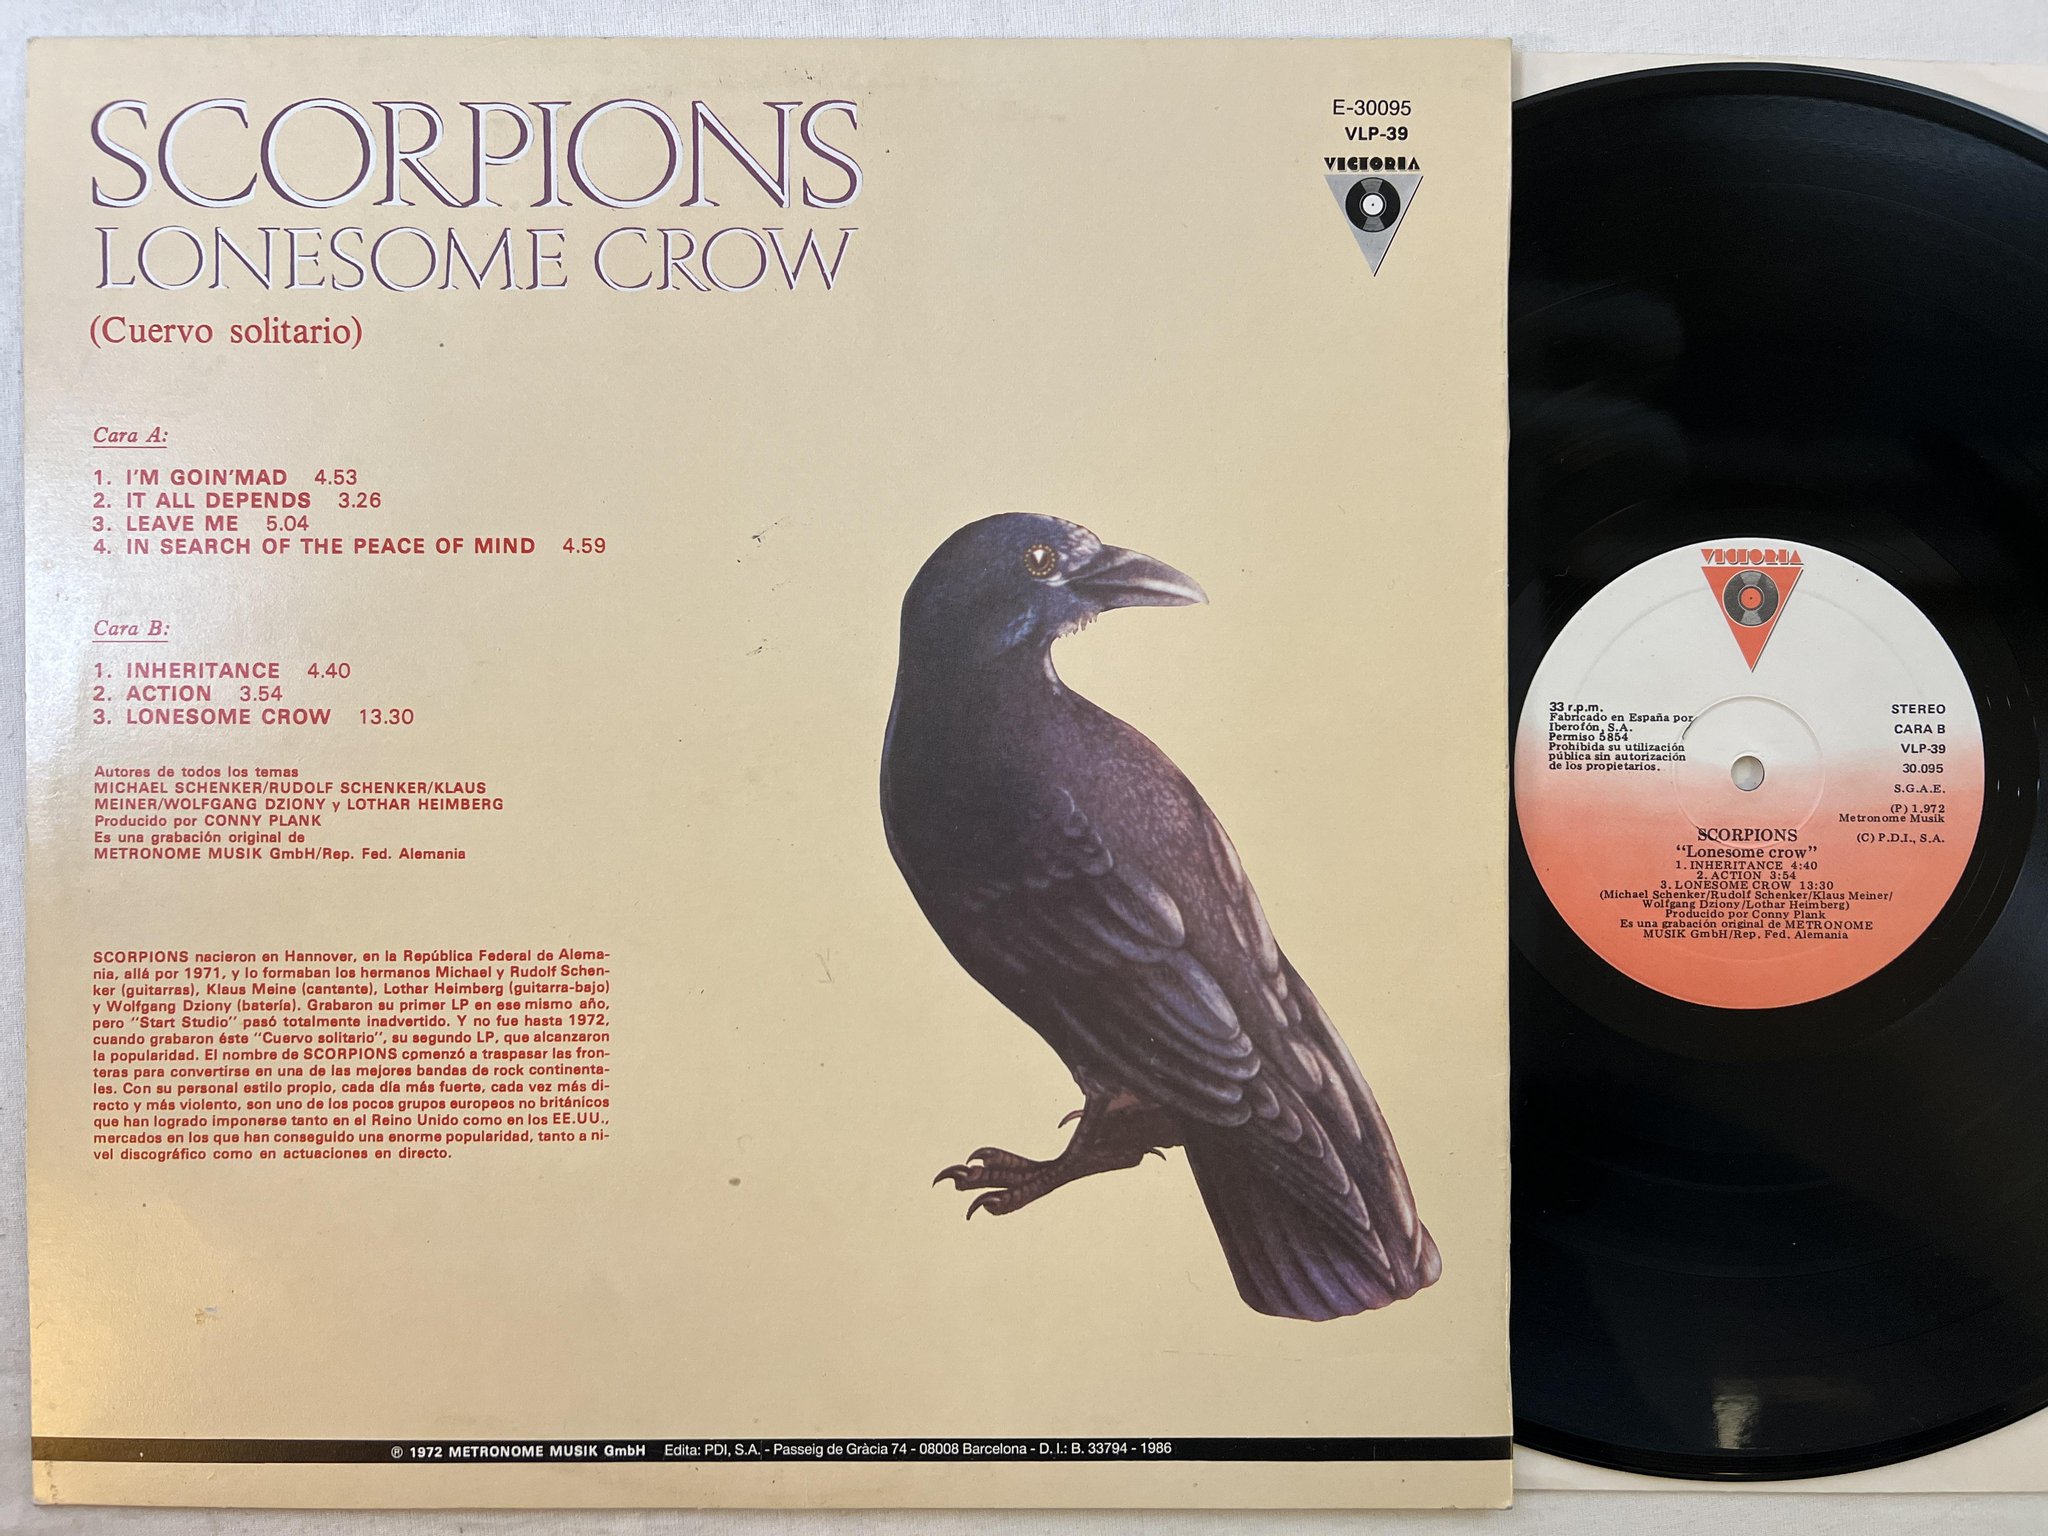 SCORPIONS
LONESOME CROW
(Cuervo solitario)
E-30095
VLP-39
VICTORIA
Cara A:
1. I'M GOIN'MAD 4.53
2. IT ALL DEPENDS 3.26
3. LEAVE ME 5.04
4. IN SEARCH OF THE PEACE OF MIND 4.59
Cara B:
1. INHERITANCE 4.40
2. ACTION 3.54
3. LONESOME CROW 13.30
Autores de todos los temas
MICHAEL SCHENKER/RUDOLF SCHENKER/KLAUS
MEINER/WOLFGANG DZIONY y LOTHAR HEIMBERG
Producido por CONNY PLANK
Es una grabación original de
METRONOME MUSIK GmbH/Rep. Fed. Alemania
SCORPIONS nacieron en Hannover, en la República Federal de Alema-
nia, allá por 1971, y lo formaban los hermanos Michael y Rudolf Schen-
ker (guitarras), Klaus Meine (cantante), Lothar Heimberg (guitarra-bajo)
y Wolfgang Dziony (batería). Grabaron su primer LP en ese mismo año,
pero "Start Studio" pasó totalmente inadvertido. Y no fue hasta 1972,
cuando grabaron éste "Cuervo solitario", su segundo LP, que alcanzaron
la popularidad. El nombre de SCORPIONS comenzó a traspasar las fron-
teras para convertirse en una de las mejores bandas de rock continenta-
les. Con su personal estilo propio, cada día más fuerte, cada vez más di-
recto y más violento, son uno de los pocos grupos europeos no británicos
que han logrado imponerse tanto en el Reino Unido como en los EE.UU.,
mercados en los que han conseguido una enorme popularidad, tanto a ni-
vel discográfico como en actuaciones en directo.
℗ 1972 METRONOME MUSIK GmbH Edita: PDI, S.A. - Passeig de Gràcia 74 - 08008 Barcelona - D. I.: B. 33794 - 1986
VICTORIA
33 r.p.m.
Fabricado en España por
Iberofón, S.A.
Permiso 5854
Prohibida su utilización
pública sin autorización
de los propietarios.
STEREO
CARA B
VLP-39
30.095
S.G.A.E.
(P) 1.972
Metronome Musik
(C) P.D.I., S.A.
SCORPIONS
"Lonesome crow"
1. INHERITANCE 4:40
2. ACTION 3:54
3. LONESOME CROW 13:30
(Michael Schenker/Rudolf Schenker/Klaus Meiner/
Wolfgang Dziony/Lothar Heimberg)
Producido por Conny Plank
Es una grabación original de METRONOME
MUSIK GmbH/Rep. Fed. Alemania